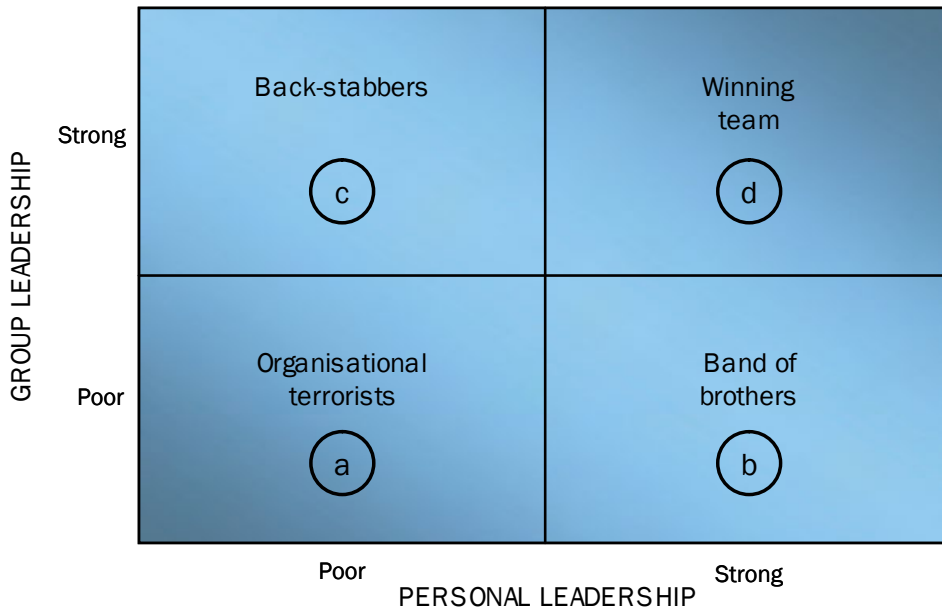 Back-stabbers
Winning
team
Strong
c
d
GROUP LEADERSHIP
Organisational
terrorists
Band of
brothers
Poor
a
b
Poor
Strong
PERSONAL LEADERSHIP